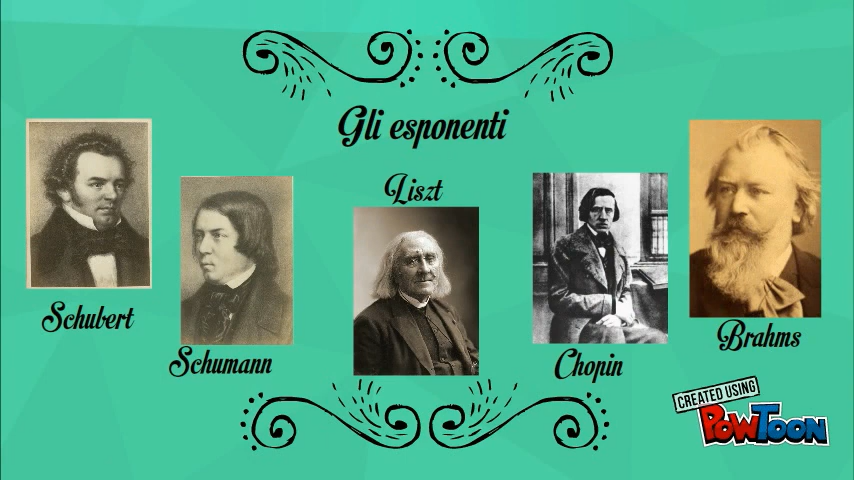 Gli esponenti
Liszt
Schubert
Schumann
Chopin
Brahms
CREATED USING
POWTOON